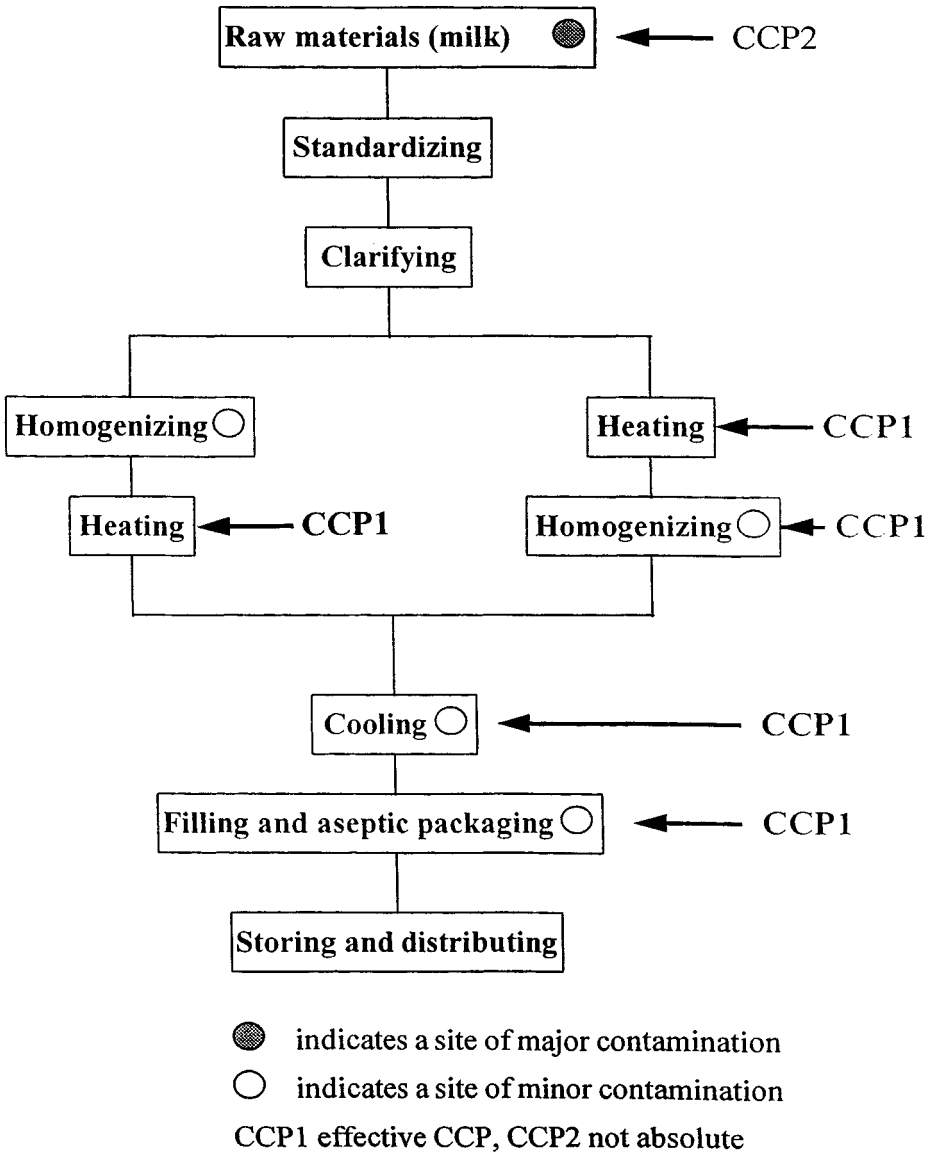 Raw materials (milk)
CCP2
Standardizing
Clarifying
Homogenizing
Heating
CCP1
Heating
CCP1
Homogenizing
CCP1
Cooling
CCP1
Filling and aseptic packaging
CCP1
Storing and distributing
indicates a site of major contamination
indicates a site of minor contamination
CCP1 effective CCP, CCP2 not absolute